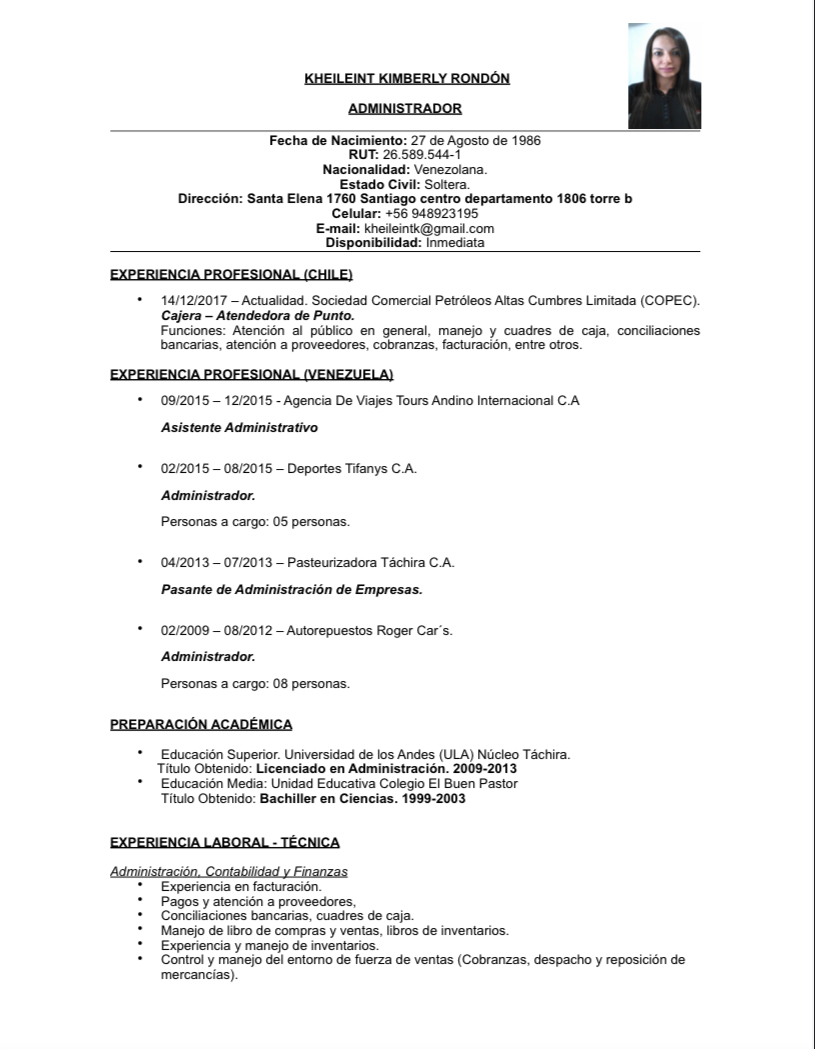 KHEILEINT KIMBERLY RONDÓN
ADMINISTRADOR
Fecha de Nacimiento: 27 de Agosto de 1986
RUT: 26.589.544-1
Nacionalidad: Venezolana.
Estado Civil: Soltera.
Dirección: Santa Elena 1760 Santiago centro departamento 1806 torre b
Celular: +56 948923195
E-mail: kheileintk@gmail.com
Disponibilidad: Inmediata
EXPERIENCIA PROFESIONAL (CHILE)
• 14/12/2017 – Actualidad. Sociedad Comercial Petróleos Altas Cumbres Limitada (COPEC).
Cajera – Atendedora de Punto.
Funciones: Atención al público en general, manejo y cuadres de caja, conciliaciones
bancarias, atención a proveedores, cobranzas, facturación, entre otros.
EXPERIENCIA PROFESIONAL (VENEZUELA)
• 09/2015 – 12/2015 - Agencia De Viajes Tours Andino Internacional C.A
Asistente Administrativo
• 02/2015 – 08/2015 – Deportes Tifanys C.A.
Administrador.
Personas a cargo: 05 personas.
• 04/2013 – 07/2013 – Pasteurizadora Táchira C.A.
Pasante de Administración de Empresas.
• 02/2009 – 08/2012 – Autorepuestos Roger Car´s.
Administrador.
Personas a cargo: 08 personas.
PREPARACIÓN ACADÉMICA
• Educación Superior. Universidad de los Andes (ULA) Núcleo Táchira.
Título Obtenido: Licenciado en Administración. 2009-2013
• Educación Media: Unidad Educativa Colegio El Buen Pastor
Título Obtenido: Bachiller en Ciencias. 1999-2003
EXPERIENCIA LABORAL - TÉCNICA
Administración, Contabilidad y Finanzas
• Experiencia en facturación.
• Pagos y atención a proveedores,
• Conciliaciones bancarias, cuadres de caja.
• Manejo de libro de compras y ventas, libros de inventarios.
• Experiencia y manejo de inventarios.
• Control y manejo del entorno de fuerza de ventas (Cobranzas, despacho y reposición de
mercancías).